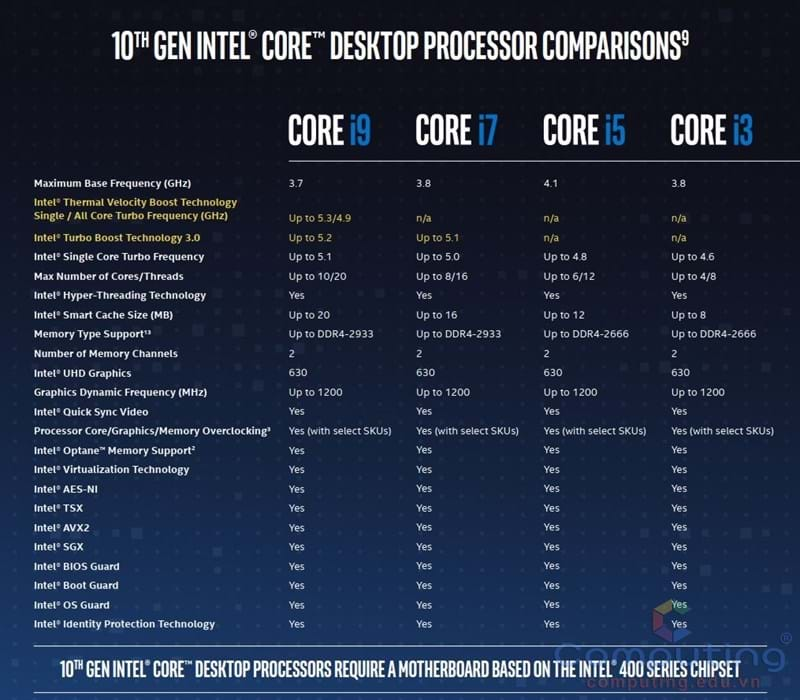 10TH GEN INTEL® CORE™ DESKTOP PROCESSOR COMPARISONS⁹
CORE i9 CORE i7 CORE i5 CORE i3
Maximum Base Frequency (GHz) 3.7 3.8 4.1 3.8
Intel® Thermal Velocity Boost Technology
Single / All Core Turbo Frequency (GHz) Up to 5.3/4.9 n/a n/a n/a
Intel® Turbo Boost Technology 3.0 Up to 5.2 Up to 5.1 n/a n/a
Intel® Single Core Turbo Frequency Up to 5.1 Up to 5.0 Up to 4.8 Up to 4.6
Max Number of Cores/Threads Up to 10/20 Up to 8/16 Up to 6/12 Up to 4/8
Intel® Hyper-Threading Technology Yes Yes Yes Yes
Intel® Smart Cache Size (MB) Up to 20 Up to 16 Up to 12 Up to 8
Memory Type Support¹³ Up to DDR4-2933 Up to DDR4-2933 Up to DDR4-2666 Up to DDR4-2666
Number of Memory Channels 2 2 2 2
Intel® UHD Graphics 630 630 630 630
Graphics Dynamic Frequency (MHz) Up to 1200 Up to 1200 Up to 1200 Up to 1200
Intel® Quick Sync Video Yes Yes Yes Yes
Processor Core/Graphics/Memory Overclocking³ Yes (with select SKUs) Yes (with select SKUs) Yes (with select SKUs) Yes (with select SKUs)
Intel® Optane™ Memory Support² Yes Yes Yes Yes
Intel® Virtualization Technology Yes Yes Yes Yes
Intel® AES-NI Yes Yes Yes Yes
Intel® TSX Yes Yes Yes Yes
Intel® AVX2 Yes Yes Yes Yes
Intel® SGX Yes Yes Yes Yes
Intel® BIOS Guard Yes Yes Yes Yes
Intel® Boot Guard Yes Yes Yes Yes
Intel® OS Guard Yes Yes Yes Yes
Intel® Identity Protection Technology Yes Yes Yes Yes
Computing®
10TH GEN INTEL® CORE™ DESKTOP PROCESSORS REQUIRE A MOTHERBOARD BASED ON THE INTEL® 400 SERIES CHIPSET
computing.edu.vn